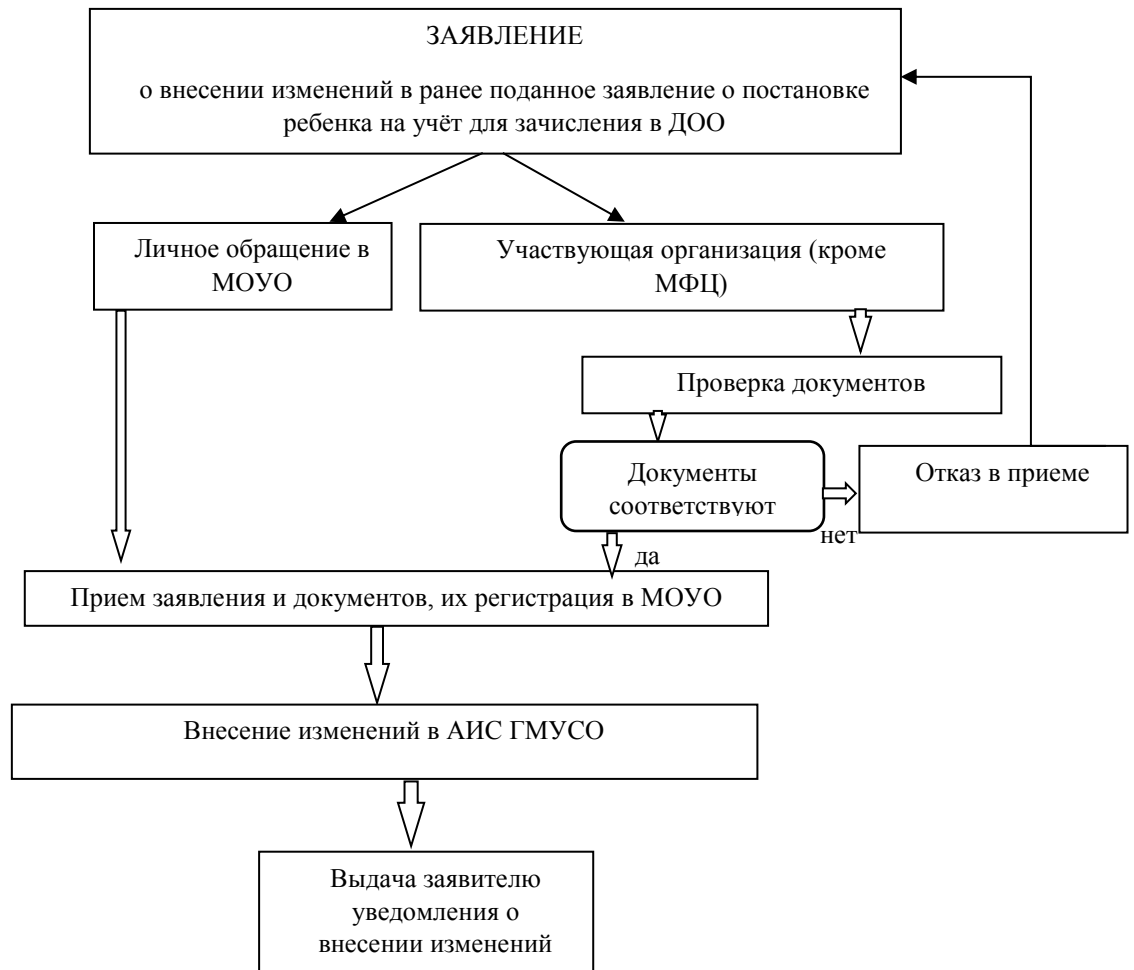 ЗАЯВЛЕНИЕ
о внесении изменений в ранее поданное заявление о постановке
ребенка на учёт для зачисления в ДОО
Личное обращение в
МОУО
Участвующая организация (кроме
МФЦ)
Проверка документов
Документы
соответствуют
Отказ в приеме
нет
да
Прием заявления и документов, их регистрация в МОУО
Внесение изменений в АИС ГМУСО
Выдача заявителю
уведомления о
внесении изменений